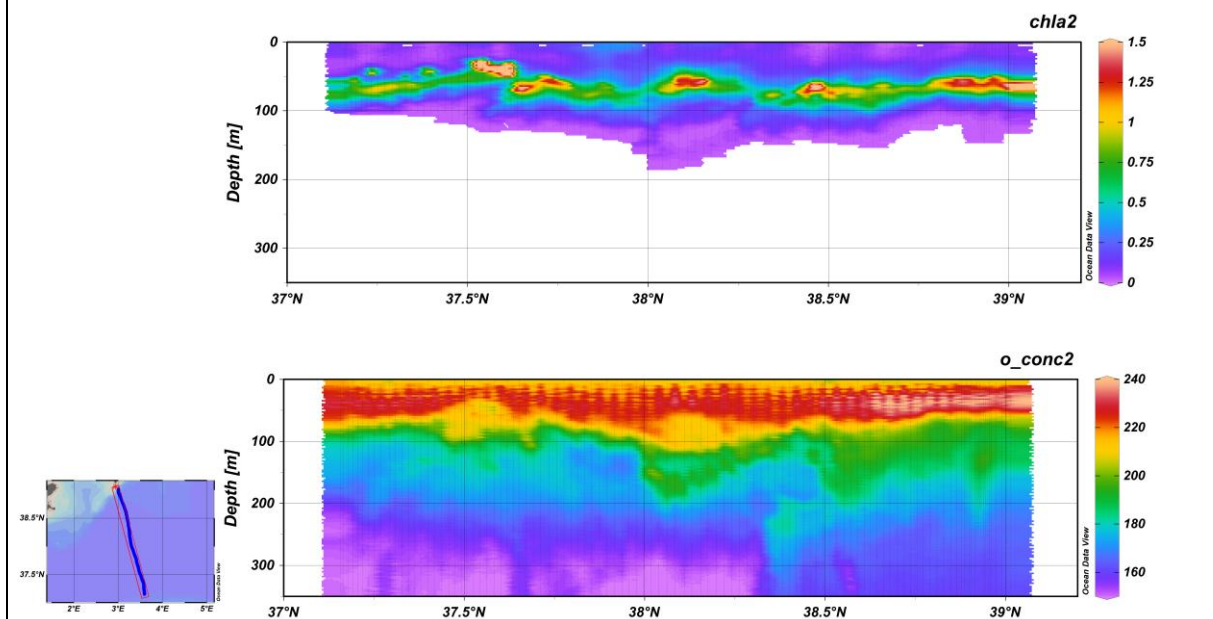 chla2
0
100
200
300
Depth [m]
37°N
37.5°N
38°N
38.5°N
39°N
Ocean Data View
1.5
1.25
1
0.75
0.5
0.25
0
o_conc2
0
100
200
300
Depth [m]
37°N
37.5°N
38°N
38.5°N
39°N
Ocean Data View
240
220
200
180
160
38.5°N
37.5°N
2°E
3°E
4°E
5°E
Ocean Data View